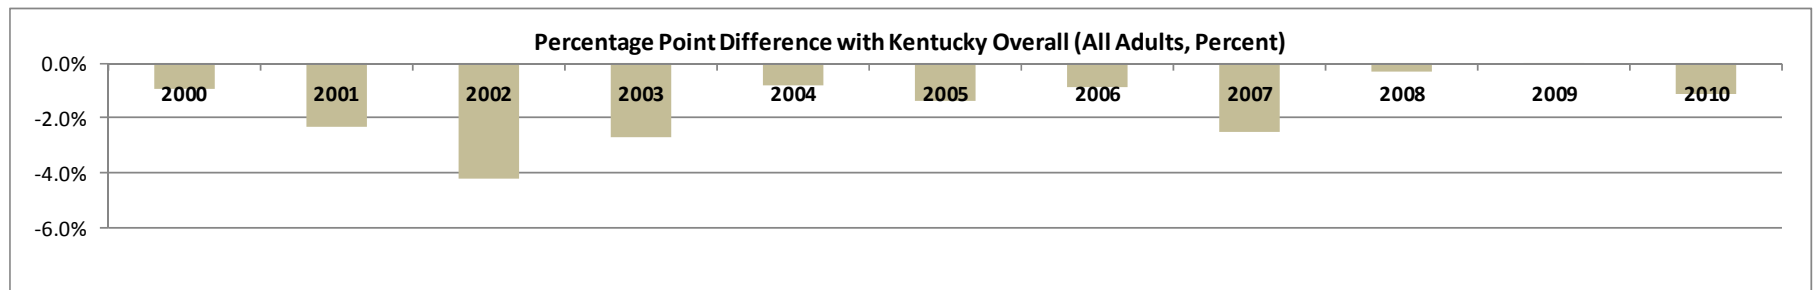 Percentage Point Difference with Kentucky Overall (All Adults, Percent)
0.0%
2000 2001 2002 2003 2004 2005 2006 2007 2008 2009 2010
-2.0%
-4.0%
-6.0%